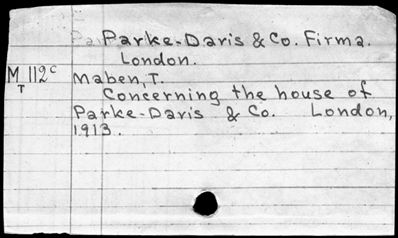 Parke-Davis & Co. Firma.
London.
M 112c Maben, T.
T Concerning the house of
Parke-Davis & Co. London,
1913.